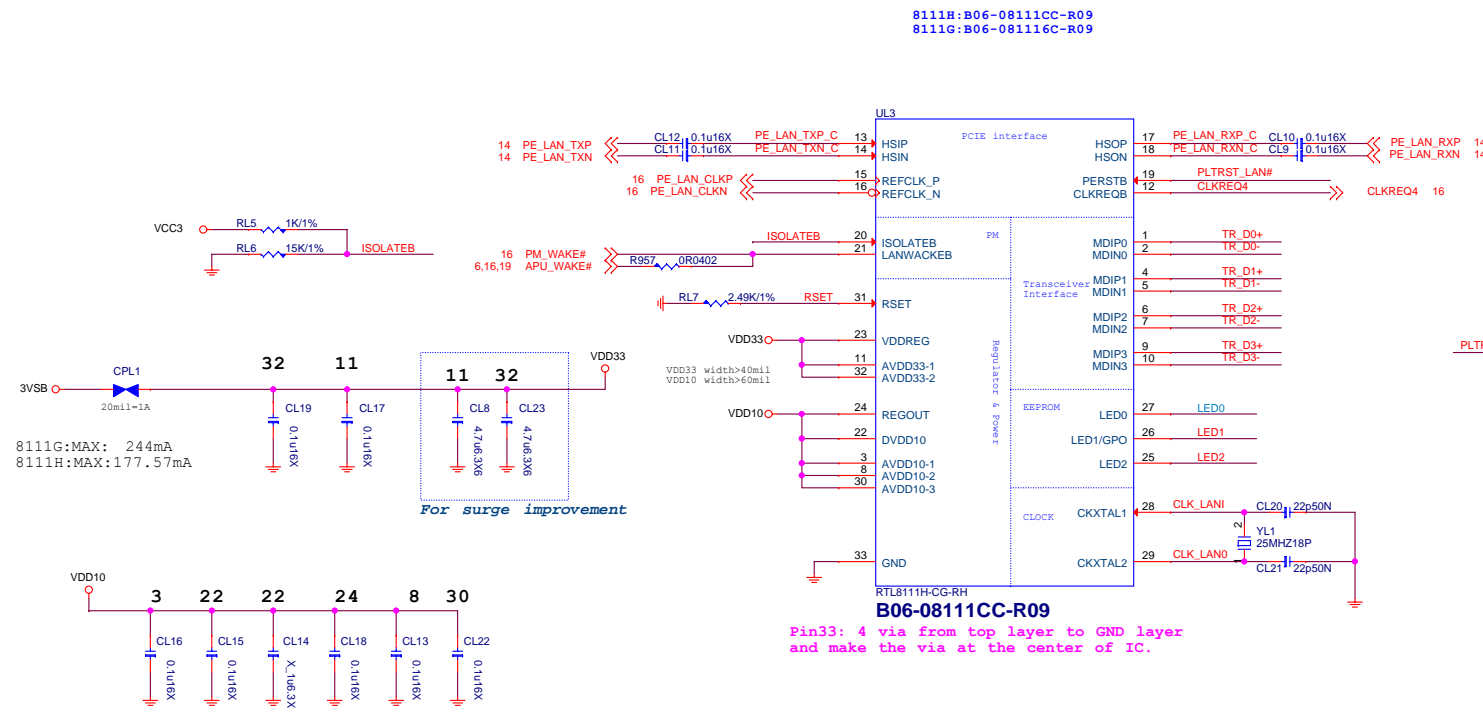 8111H:B06-08111CC-R09
8111G:B06-081116C-R09
UL3
PCIE interface
14 PE_LAN_TXP CL12 0.1u16X PE_LAN_TXP_C 13 HSIP
14 PE_LAN_TXN CL11 0.1u16X PE_LAN_TXN_C 14 HSIN
16 PE_LAN_CLKP 15 REFCLK_P
16 PE_LAN_CLKN 16 REFCLK_N
HSOP 17 PE_LAN_RXP_C CL10 0.1u16X PE_LAN_RXP 14
HSON 18 PE_LAN_RXN_C CL9 0.1u16X PE_LAN_RXN 14
PERSTB 19 PLTRST_LAN#
CLKREQB 12 CLKREQ4 CLKREQ4 16
VCC3 RL5 1K/1%
RL6 15K/1% ISOLATEB
PM
ISOLATEB 20 ISOLATEB
16 PM_WAKE# 21 LANWACKEB
6,16,19 APU_WAKE# R957 0R0402
RL7 2.49K/1% RSET 31 RSET
Transceiver
Interface
MDIP0 1 TR_D0+
MDIN0 2 TR_D0-
MDIP1 4 TR_D1+
MDIN1 5 TR_D1-
MDIP2 6 TR_D2+
MDIN2 7 TR_D2-
MDIP3 9 TR_D3+
MDIN3 10 TR_D3-
PLTR
VDD33 23 VDDREG
11 AVDD33-1
32 AVDD33-2
VDD33 width>40mil
VDD10 width>60mil
Regulator & Power
VDD10 24 REGOUT
22 DVDD10
3 AVDD10-1
8 AVDD10-2
30 AVDD10-3
EEPROM
LED0 27 LED0
LED1/GPO 26 LED1
LED2 25 LED2
CLOCK
CKXTAL1 28 CLK_LANI CL20 22p50N
2 YL1
25MHZ18P
1
CKXTAL2 29 CLK_LAN0 CL21 22p50N
33 GND
RTL8111H-CG-RH
B06-08111CC-R09
Pin33: 4 via from top layer to GND layer
and make the via at the center of IC.
3VSB CPL1 VDD33
20mil=1A
32 11 11 32
CL19 CL17 CL8 CL23
0.1u16X 0.1u16X 4.7u6.3X6 4.7u6.3X6
8111G:MAX: 244mA
8111H:MAX:177.57mA
For surge improvement
VDD10
3 22 22 24 8 30
CL16 CL15 CL14 CL18 CL13 CL22
0.1u16X 0.1u16X X_1u6.3X 0.1u16X 0.1u16X 0.1u16X